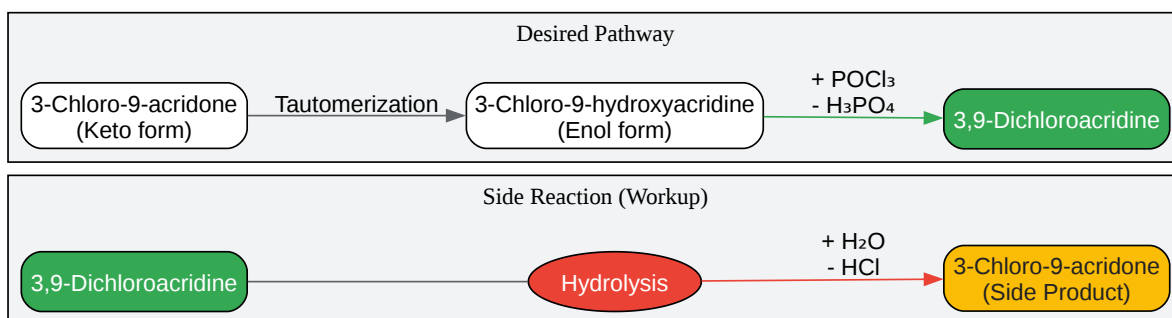 Desired Pathway
3-Chloro-9-acridone
(Keto form)
Tautomerization
3-Chloro-9-hydroxyacridine
(Enol form)
+ POCl₃
- H₃PO₄
3,9-Dichloroacridine
Side Reaction (Workup)
3,9-Dichloroacridine
Hydrolysis
+ H₂O
- HCl
3-Chloro-9-acridone
(Side Product)